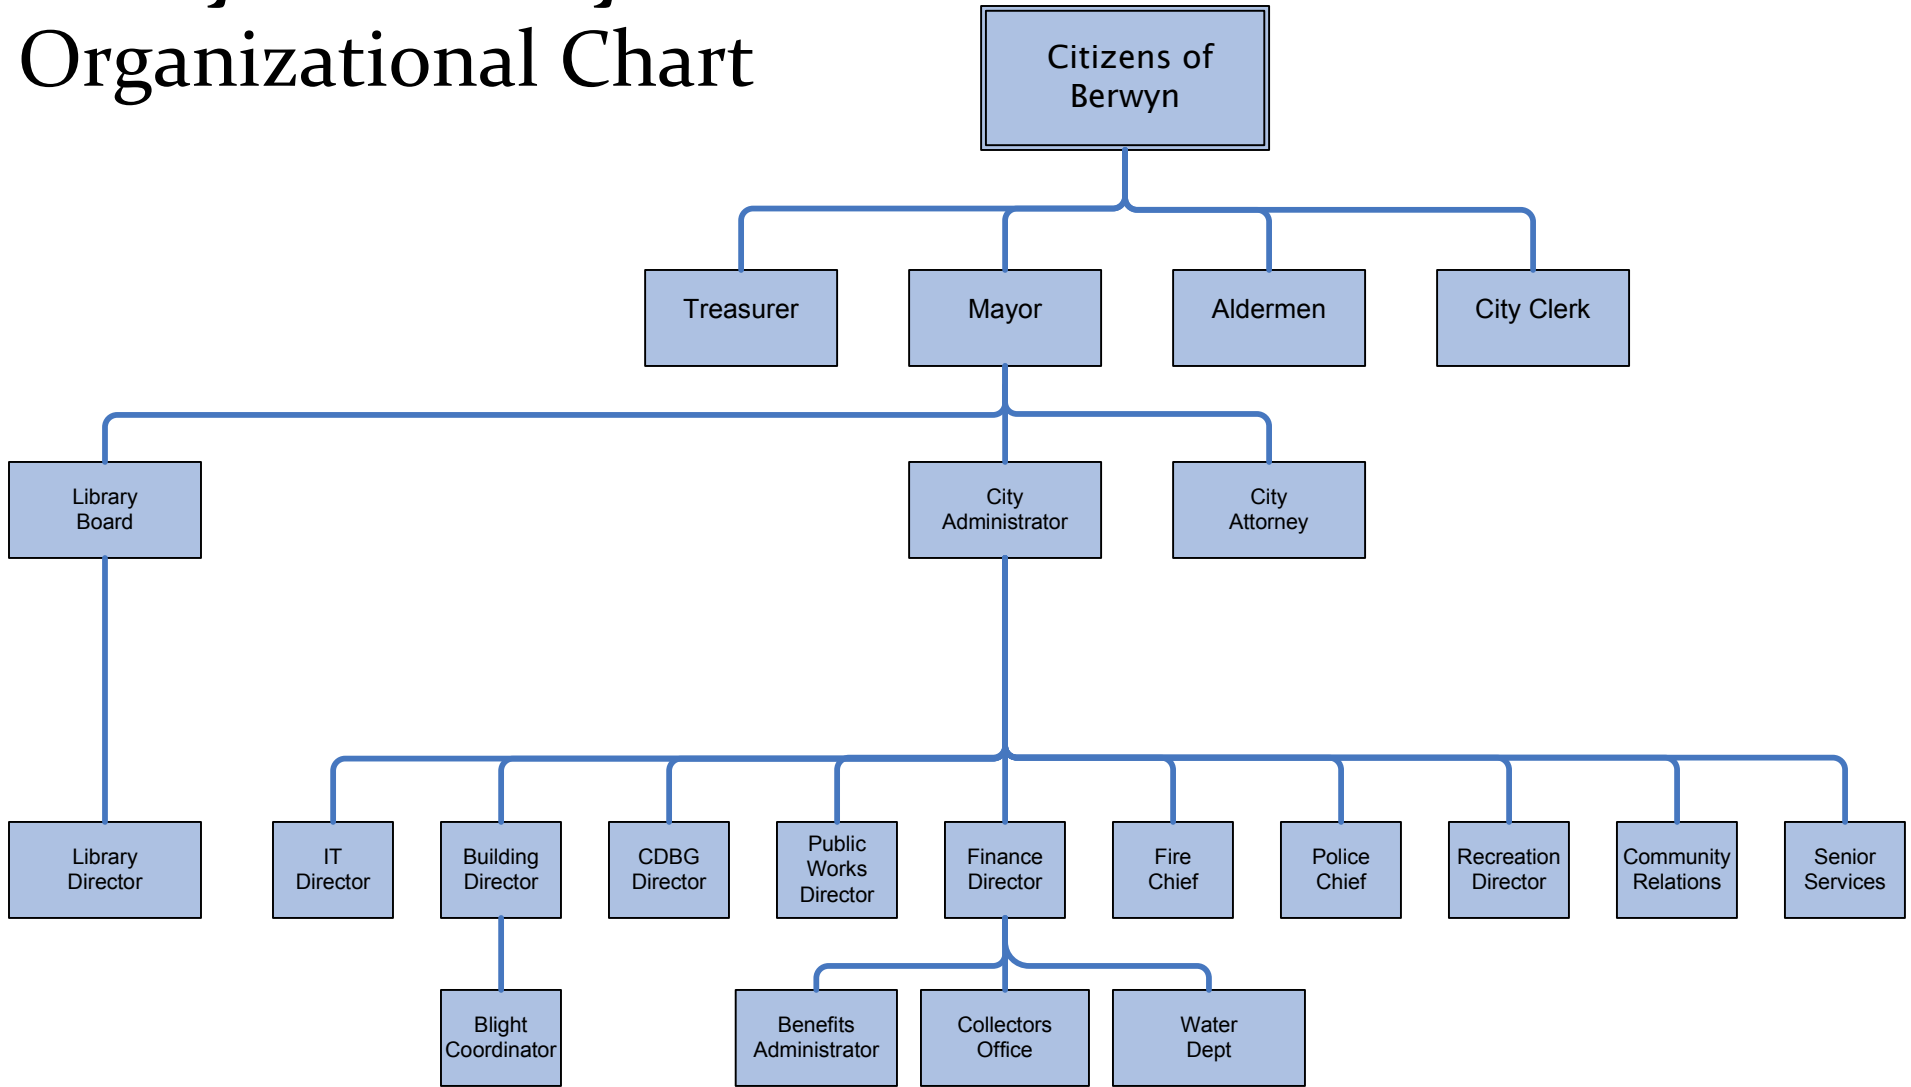 Organizational Chart
Citizens of
Berwyn
Treasurer
Mayor
Aldermen
City Clerk
Library
Board
City
Administrator
City
Attorney
Library
Director
IT
Director
Building
Director
CDBG
Director
Public
Works
Director
Finance
Director
Fire
Chief
Police
Chief
Recreation
Director
Community
Relations
Senior
Services
Blight
Coordinator
Benefits
Administrator
Collectors
Office
Water
Dept